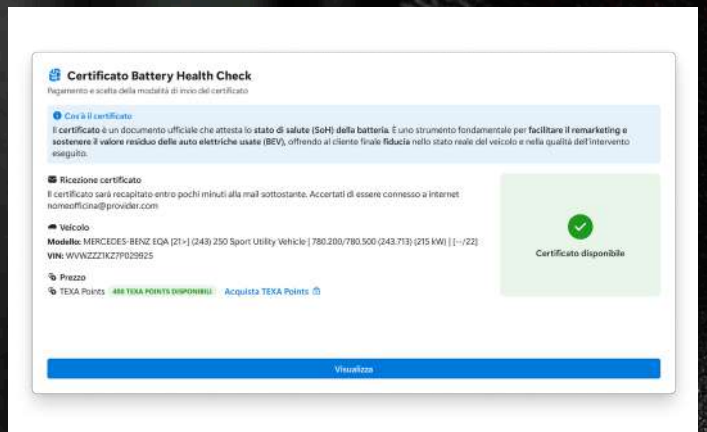 Certificato Battery Health Check
Pagamento e scelta della modalità di invio del certificato
Cos'è il certificato
Il certificato è un documento ufficiale che attesta lo stato di salute (SoH) della batteria. È uno strumento fondamentale per facilitare il remarketing e
sostenere il valore residuo delle auto elettriche usate (BEV), offrendo al cliente finale fiducia nello stato reale del veicolo e nella qualità dell'intervento
eseguito.
Ricezione certificato
Il certificato sarà recapitato entro pochi minuti alla mail sottostante. Accertati di essere connesso a internet
nomeofficina@provider.com
Veicolo
Modello: MERCEDES-BENZ EQA [21>] (243) 250 Sport Utility Vehicle | 780.200/780.500 (243.713) (215 kW) | [--/22]
VIN: WVWZZZ1KZ7P029925
Prezzo
TEXA Points 488 TEXA POINTS DISPONIBILI Acquista TEXA Points
Certificato disponibile
Visualizza